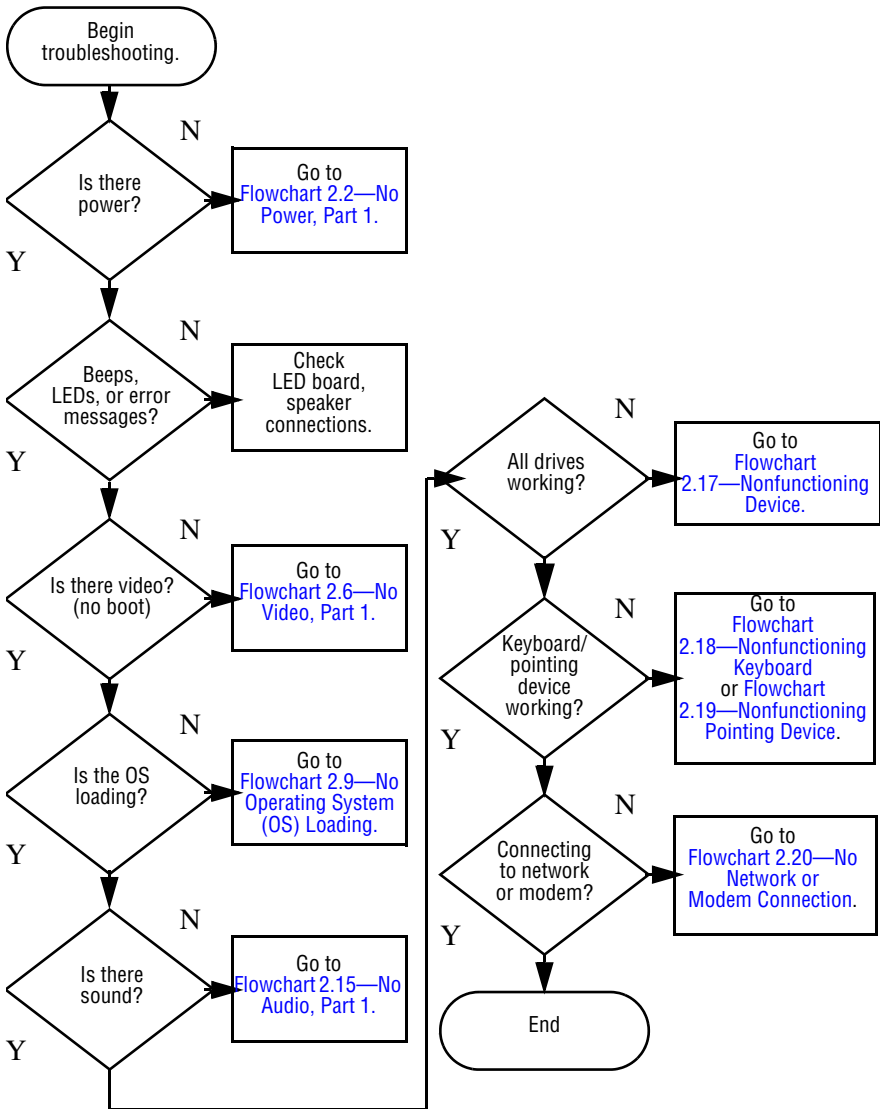 Begin
troubleshooting.
N
Is there
power?
Go to
Flowchart 2.2—No
Power, Part 1.
Y
N
Beeps,
LEDs, or error
messages?
Check
LED board,
speaker
connections.
Y
N
Is there video?
(no boot)
Go to
Flowchart 2.6—No
Video, Part 1.
Y
N
Is the OS
loading?
Go to
Flowchart 2.9—No
Operating System
(OS) Loading.
Y
N
Is there
sound?
Go to
Flowchart 2.15—No
Audio, Part 1.
Y
N
All drives
working?
Go to
Flowchart
2.17—Nonfunctioning
Device.
Y
N
Keyboard/
pointing
device
working?
Go to
Flowchart
2.18—Nonfunctioning
Keyboard
or Flowchart
2.19—Nonfunctioning
Pointing Device.
Y
N
Connecting
to network
or modem?
Go to
Flowchart 2.20—No
Network or
Modem Connection.
Y
End